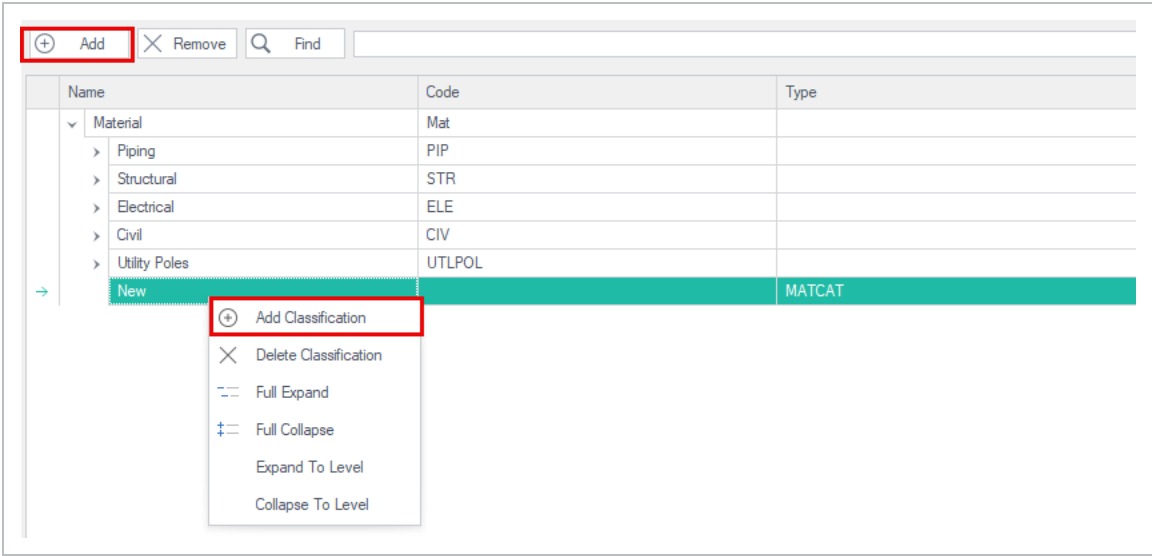 Add Remove Find
Name Code Type
Material Mat
Piping PIP
Structural STR
Electrical ELE
Civil CIV
Utility Poles UTLPOL
New MATCAT
Add Classification
Delete Classification
Full Expand
Full Collapse
Expand To Level
Collapse To Level